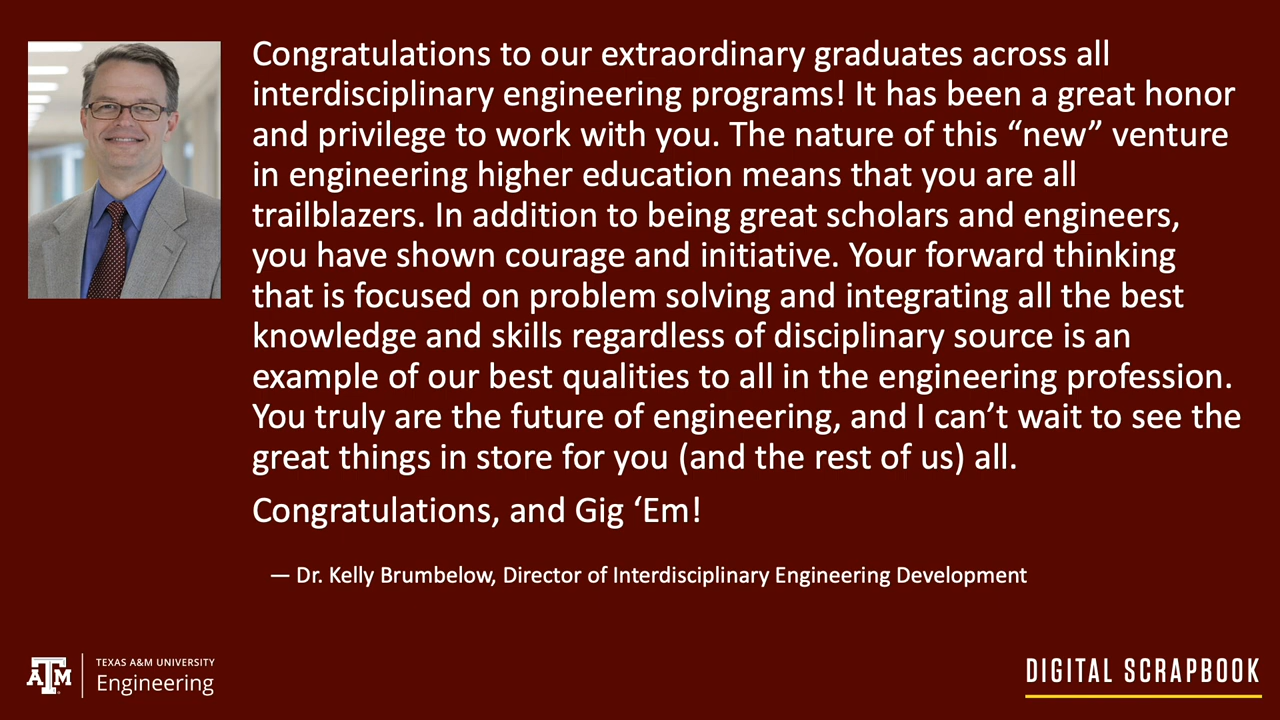 Congratulations to our extraordinary graduates across all
interdisciplinary engineering programs! It has been a great honor
and privilege to work with you. The nature of this “new” venture
in engineering higher education means that you are all
trailblazers. In addition to being great scholars and engineers,
you have shown courage and initiative. Your forward thinking
that is focused on problem solving and integrating all the best
knowledge and skills regardless of disciplinary source is an
example of our best qualities to all in the engineering profession.
You truly are the future of engineering, and I can’t wait to see the
great things in store for you (and the rest of us) all.
Congratulations, and Gig ‘Em!
— Dr. Kelly Brumbelow, Director of Interdisciplinary Engineering Development
ATM
TEXAS A&M UNIVERSITY
Engineering
DIGITAL SCRAPBOOK